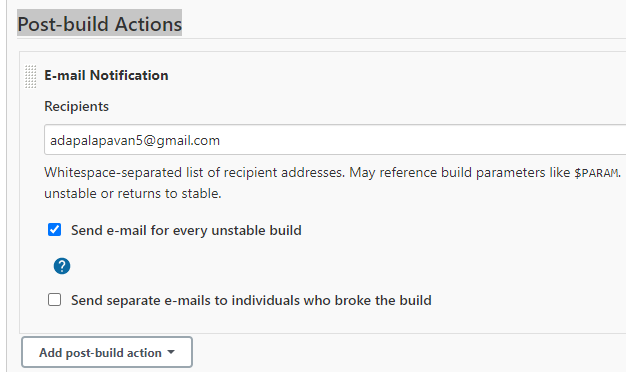 Post-build Actions
E-mail Notification
Recipients
adapalapavan5@gmail.com
Whitespace-separated list of recipient addresses. May reference build parameters like $PARAM.
unstable or returns to stable.
Send e-mail for every unstable build
?
Send separate e-mails to individuals who broke the build
Add post-build action